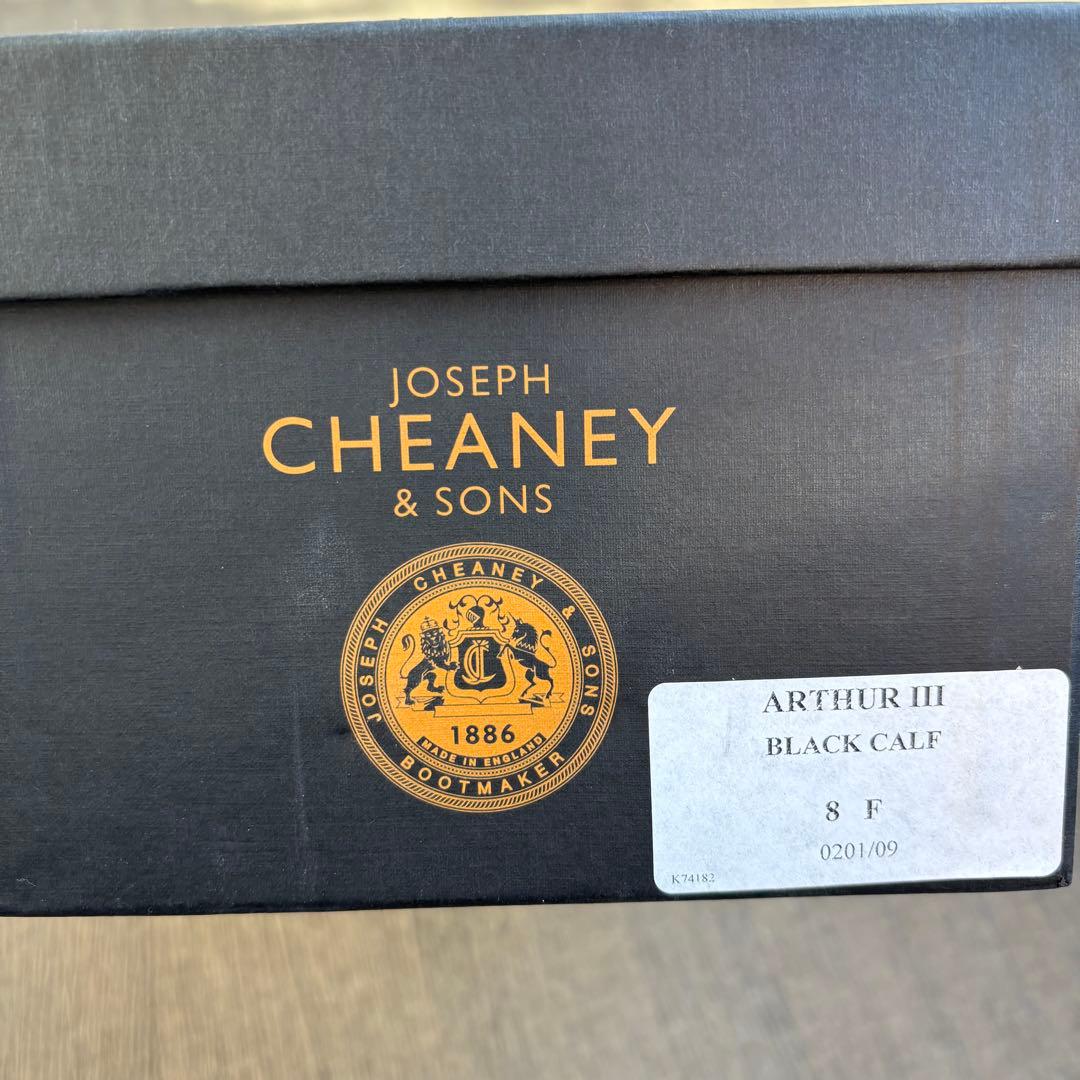 JOSEPH
CHEANEY
& SONS
JOSEPH CHEANEY & SONS
JC
1886
MADE IN ENGLAND
BOOTMAKER
ARTHUR III
BLACK CALF
8 F
0201/09
K74182